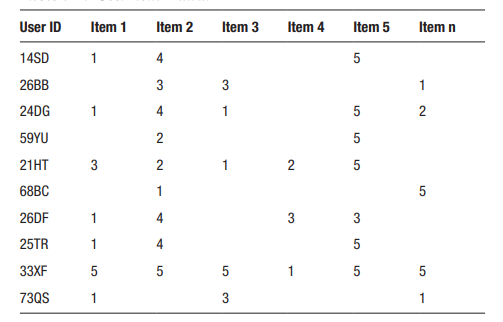 User ID Item 1 Item 2 Item 3 Item 4 Item 5 Item n
14SD 1 4 5
26BB 3 3 1
24DG 1 4 1 5 2
59YU 2 5
21HT 3 2 1 2 5
68BC 1 5
26DF 1 4 3 3
25TR 1 4 5
33XF 5 5 5 1 5 5
73QS 1 3 1